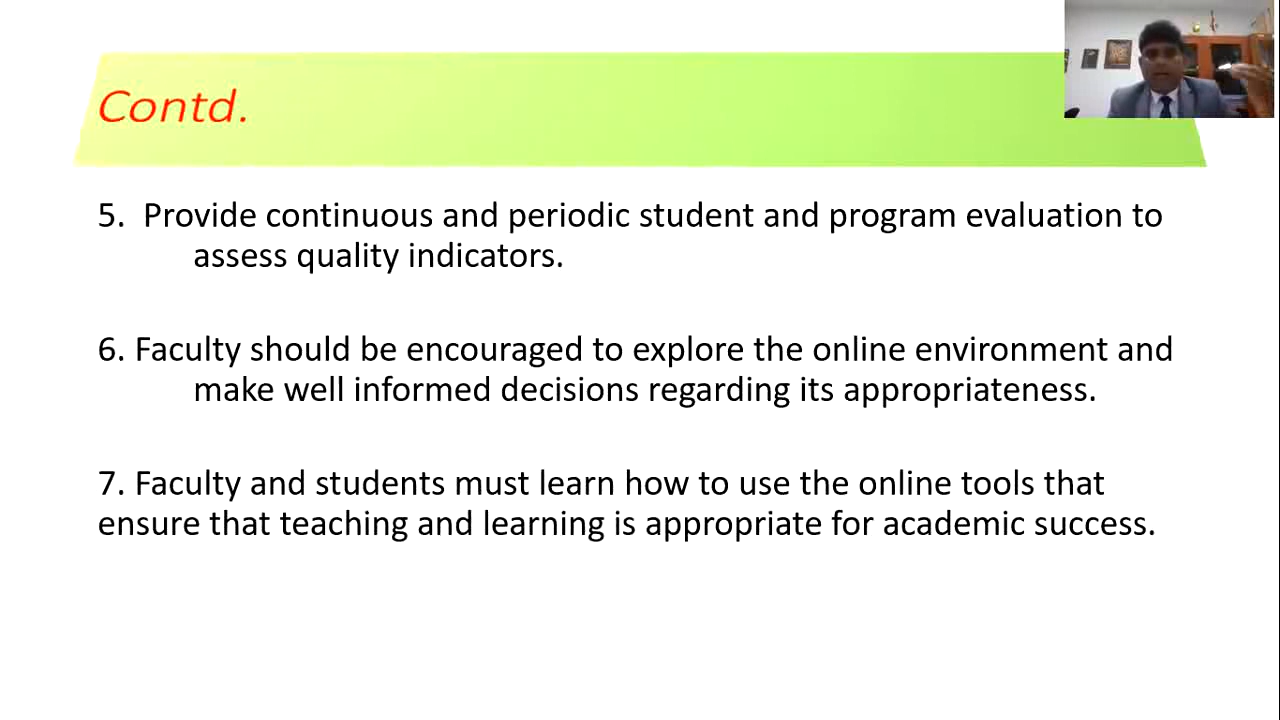 Contd.
5. Provide continuous and periodic student and program evaluation to
assess quality indicators.
6. Faculty should be encouraged to explore the online environment and
make well informed decisions regarding its appropriateness.
7. Faculty and students must learn how to use the online tools that
ensure that teaching and learning is appropriate for academic success.